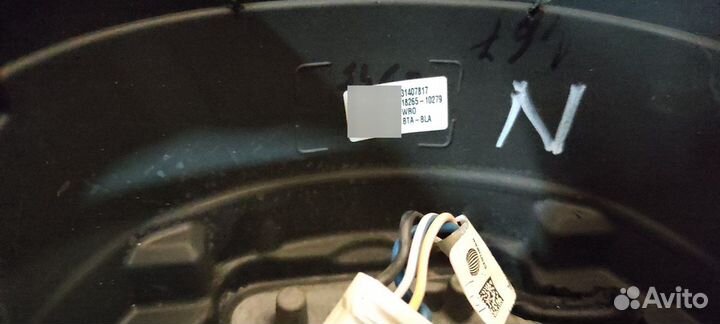 31407817
18265-10279
WRO
BTA-BLA
N
Avito